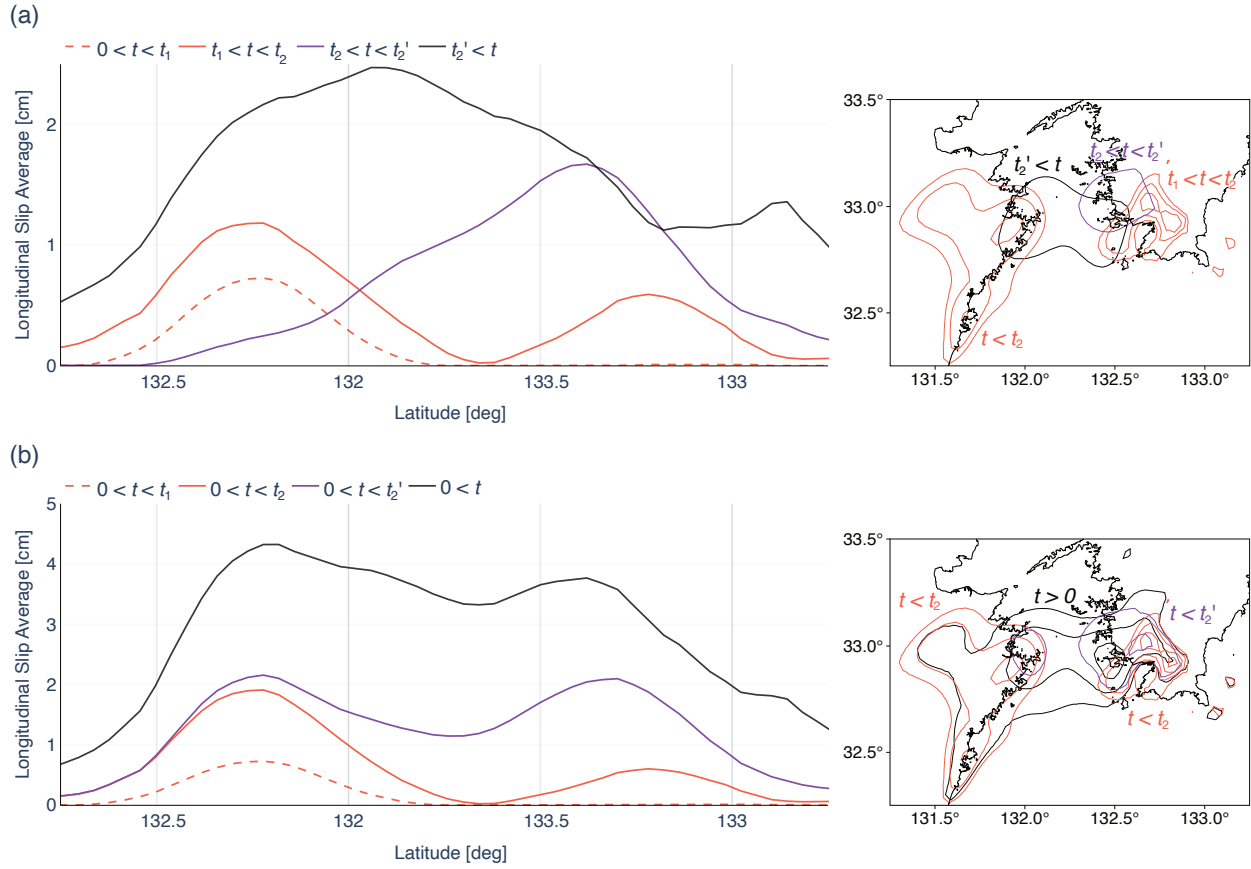 (a)
0 < t < t₁ t₁ < t < t₂ t₂ < t < t₂' t₂' < t
Longitudinal Slip Average [cm]
2
1
0
132.5 132 133.5 133
Latitude [deg]
33.5°
33.0°
32.5°
131.5° 132.0° 132.5° 133.0°
t₂' < t
t₂ < t < t₂'
t₁ < t < t₂
t < t₂
(b)
0 < t < t₁ 0 < t < t₂ 0 < t < t₂' 0 < t
Longitudinal Slip Average [cm]
5
4
3
2
1
0
132.5 132 133.5 133
Latitude [deg]
33.5°
33.0°
32.5°
131.5° 132.0° 132.5° 133.0°
t < t₂
t > 0
t < t₂'
t < t₂